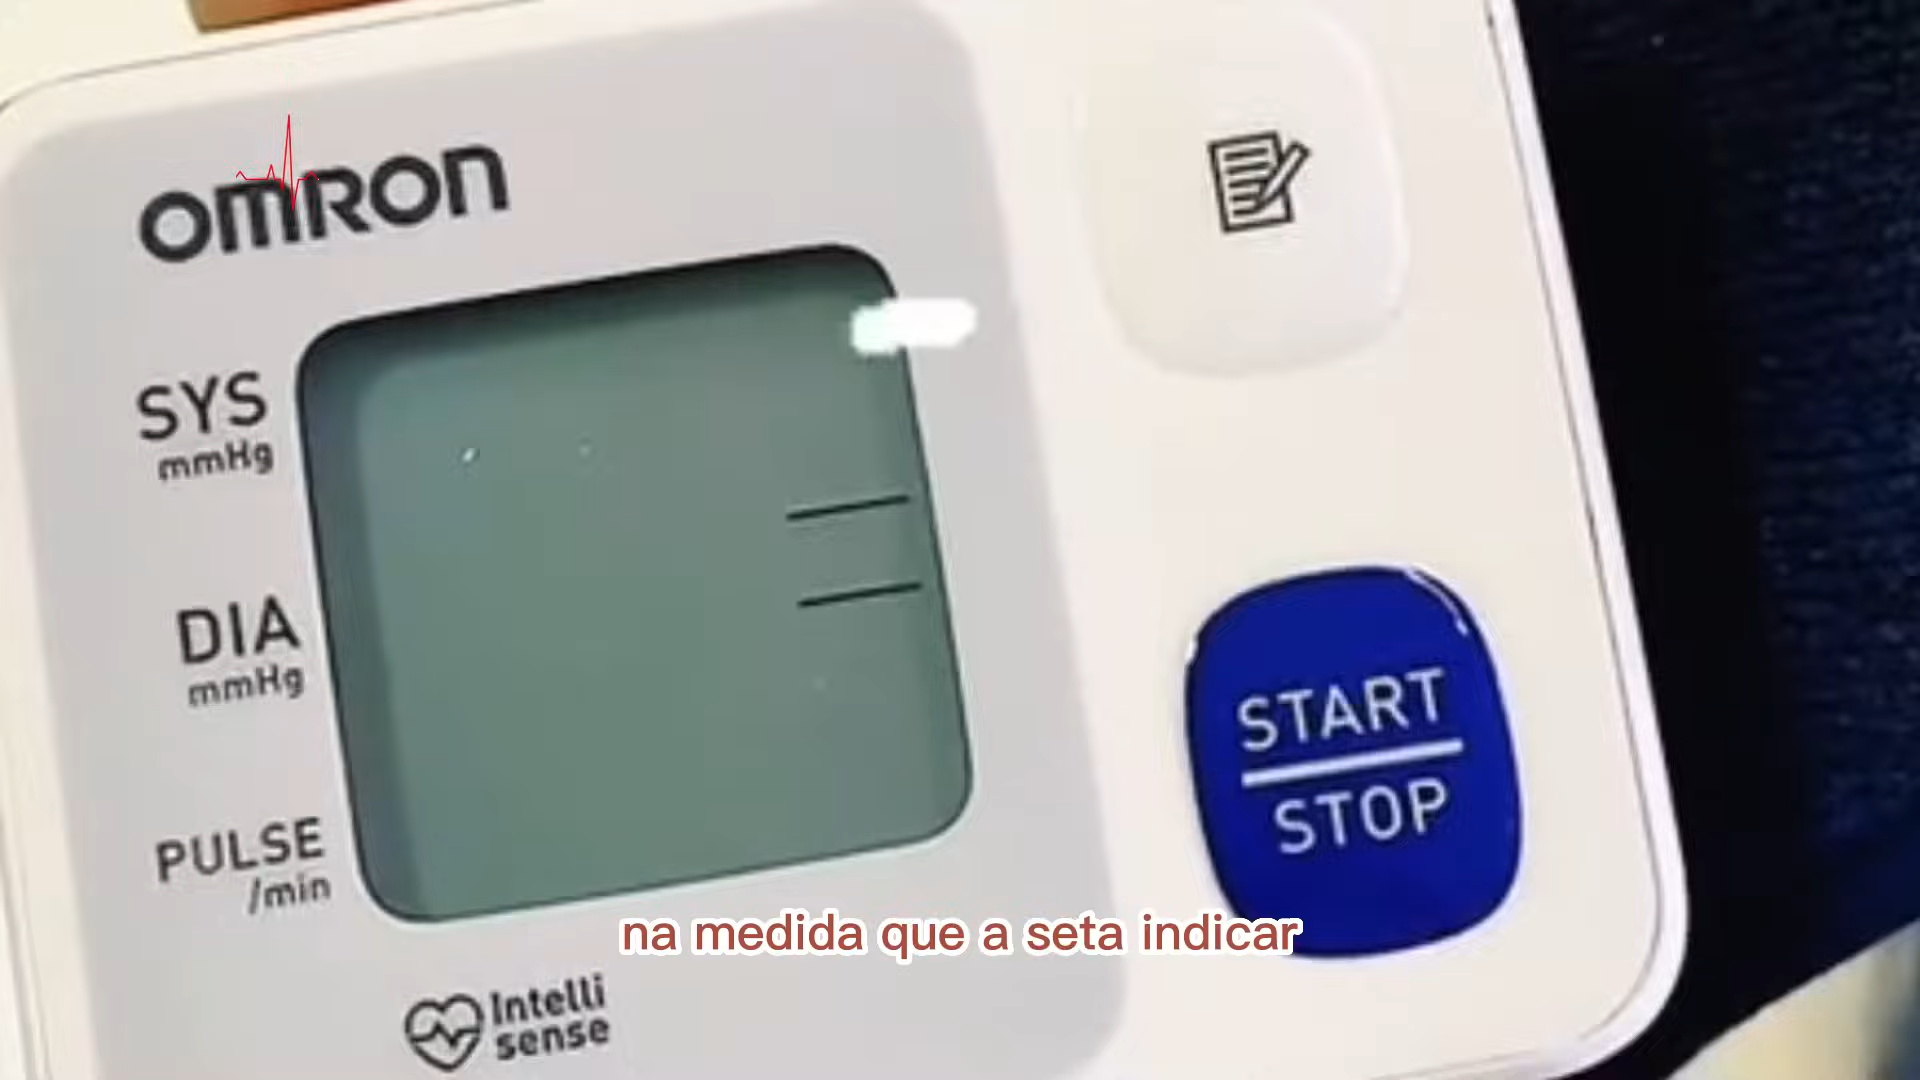 OMRON
SYS
mmHg
DIA
mmHg
PULSE
/min
START
STOP
Intelli
sense
na medida que a seta indicar